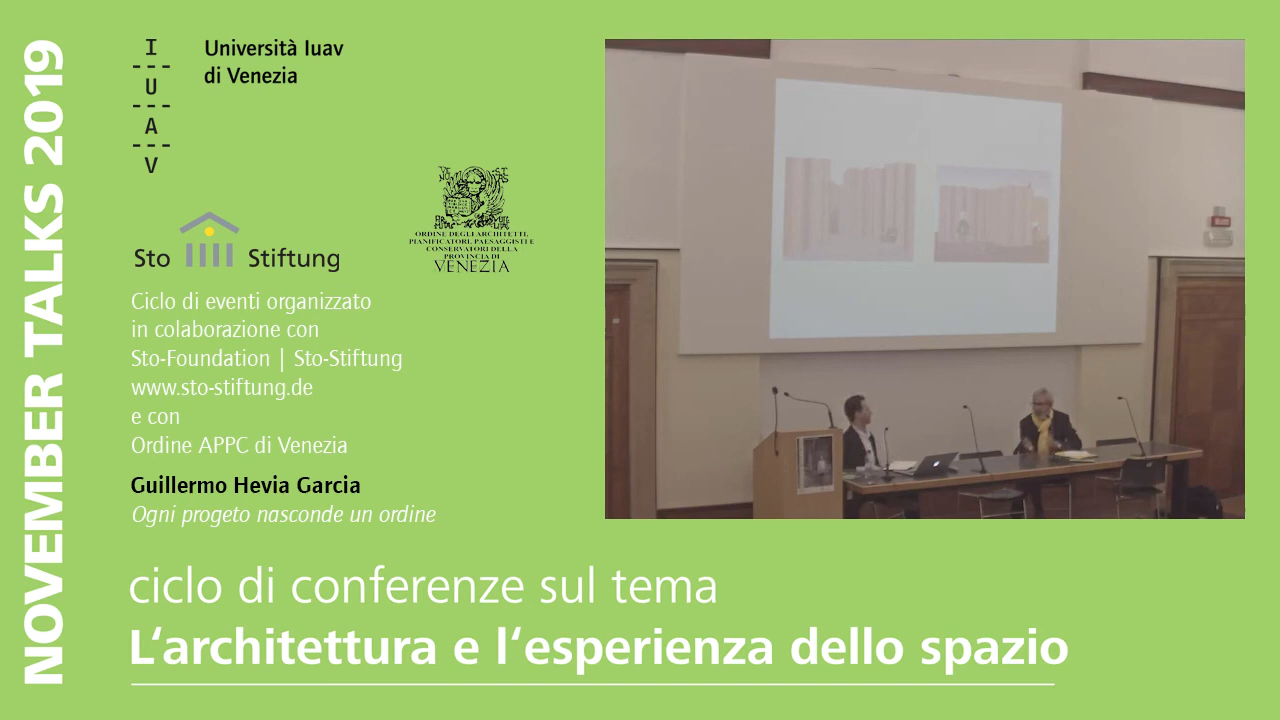 NOVEMBER TALKS 2019
I
U
A
V
Università Iuav
di Venezia
Sto Stiftung
ORDINE DEGLI ARCHITETTI,
PIANIFICATORI, PAESAGGISTI E
CONSERVATORI DELLA
PROVINCIA DI
VENEZIA
Ciclo di eventi organizzato
in colaborazione con
Sto-Foundation | Sto-Stiftung
www.sto-stiftung.de
e con
Ordine APPC di Venezia
Guillermo Hevia Garcia
Ogni progeto nasconde un ordine
ciclo di conferenze sul tema
L‘architettura e l‘esperienza dello spazio